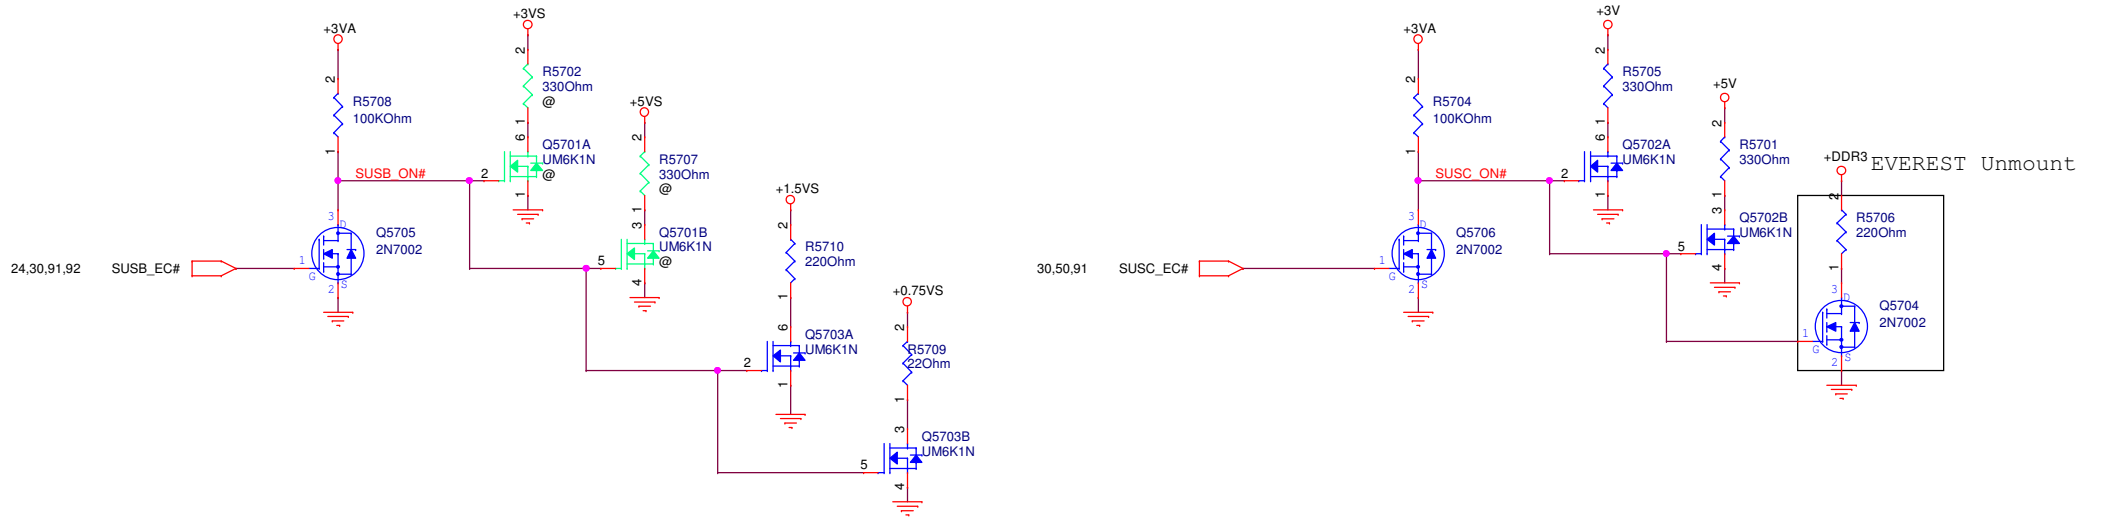 +3VA
2
R5708
100KOhm
1
SUSB_ON#
+3VS
2
R5702
330Ohm
@
1
6
Q5701A
UM6K1N
@
2
1
+5VS
2
R5707
330Ohm
@
1
3
Q5701B
UM6K1N
@
5
4
3
D
Q5705
2N7002
1
G
2
S
24,30,91,92
SUSB_EC#
+1.5VS
2
R5710
220Ohm
1
6
Q5703A
UM6K1N
2
1
+0.75VS
2
R5709
22Ohm
1
3
Q5703B
UM6K1N
5
4
+3VA
2
R5704
100KOhm
1
SUSC_ON#
+3V
2
R5705
330Ohm
1
6
Q5702A
UM6K1N
2
1
+5V
2
R5701
330Ohm
1
3
Q5702B
UM6K1N
5
4
3
D
Q5706
2N7002
1
G
2
S
30,50,91
SUSC_EC#
+DDR3
EVEREST Unmount
2
R5706
220Ohm
1
3
D
Q5704
2N7002
1
G
2
S